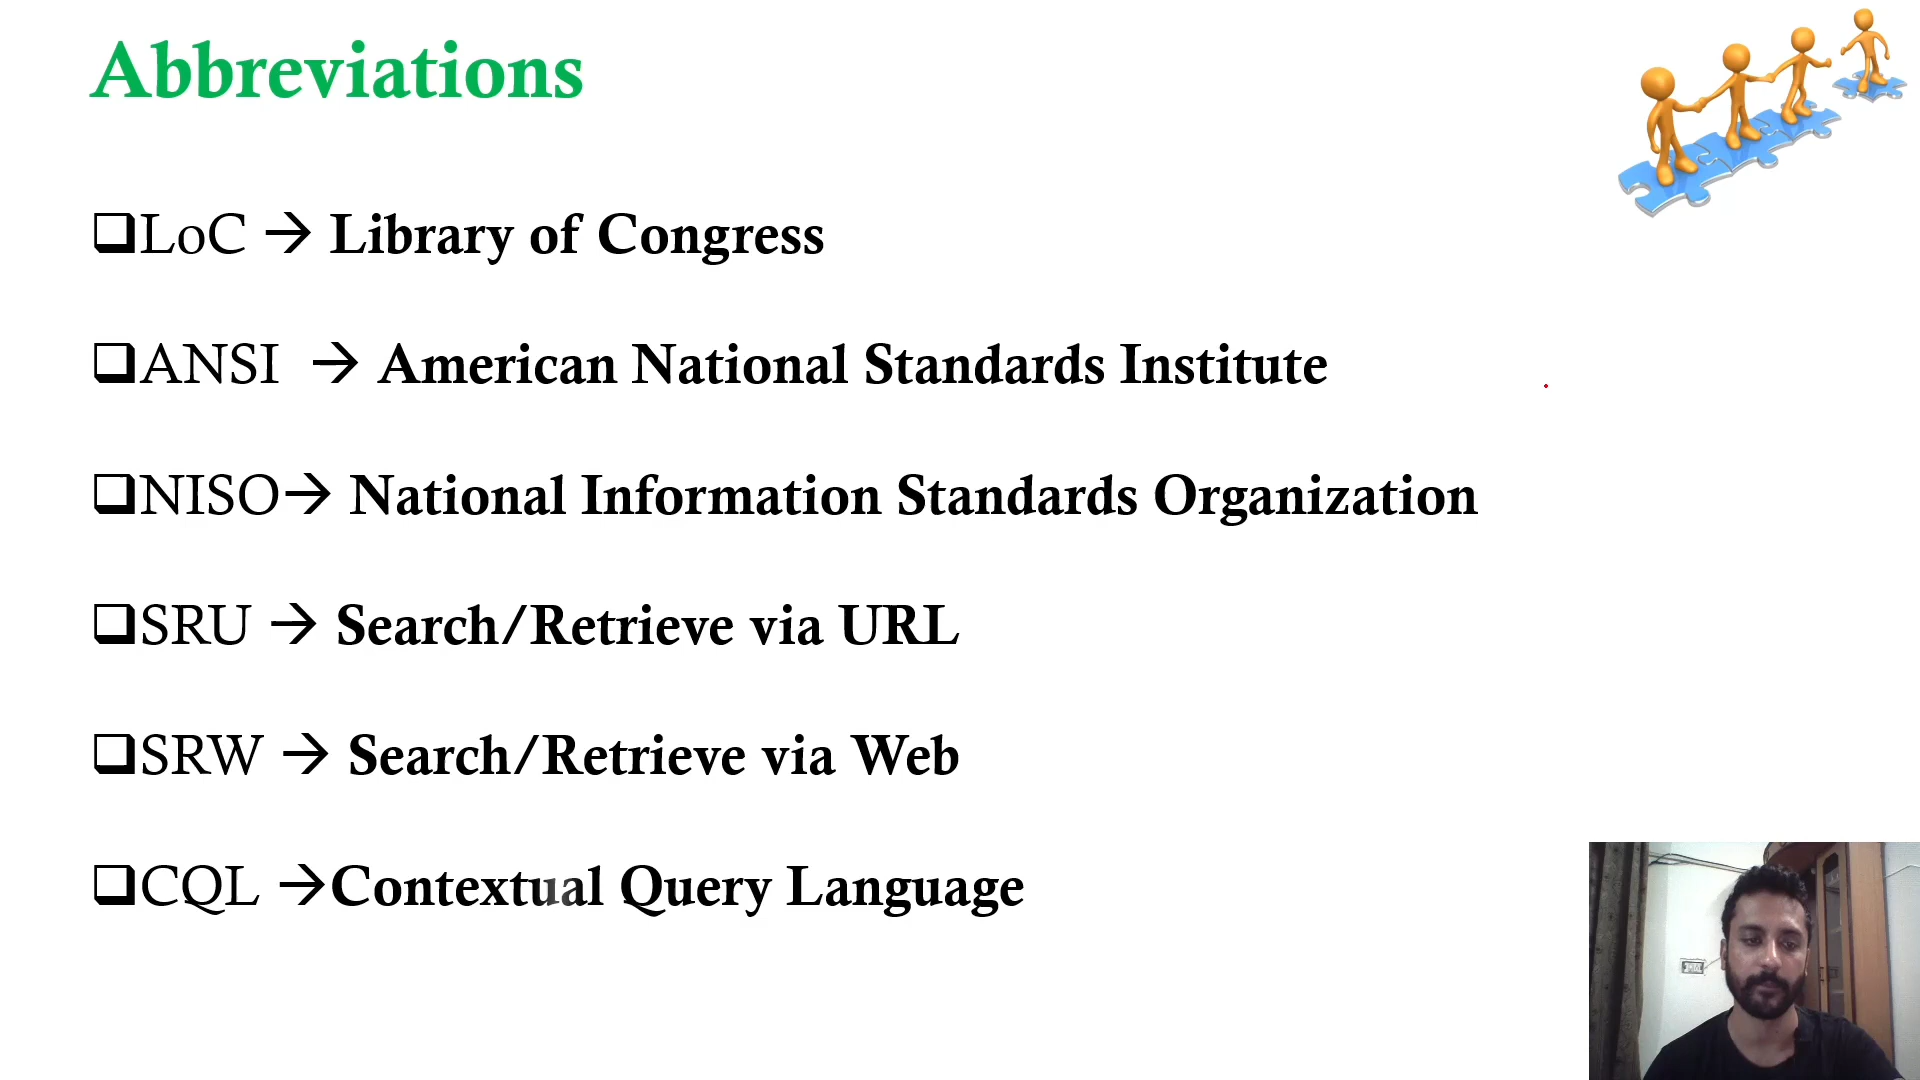 Abbreviations
❑LoC → Library of Congress
❑ANSI → American National Standards Institute
❑NISO→ National Information Standards Organization
❑SRU → Search/Retrieve via URL
❑SRW → Search/Retrieve via Web
❑CQL →Contextual Query Language